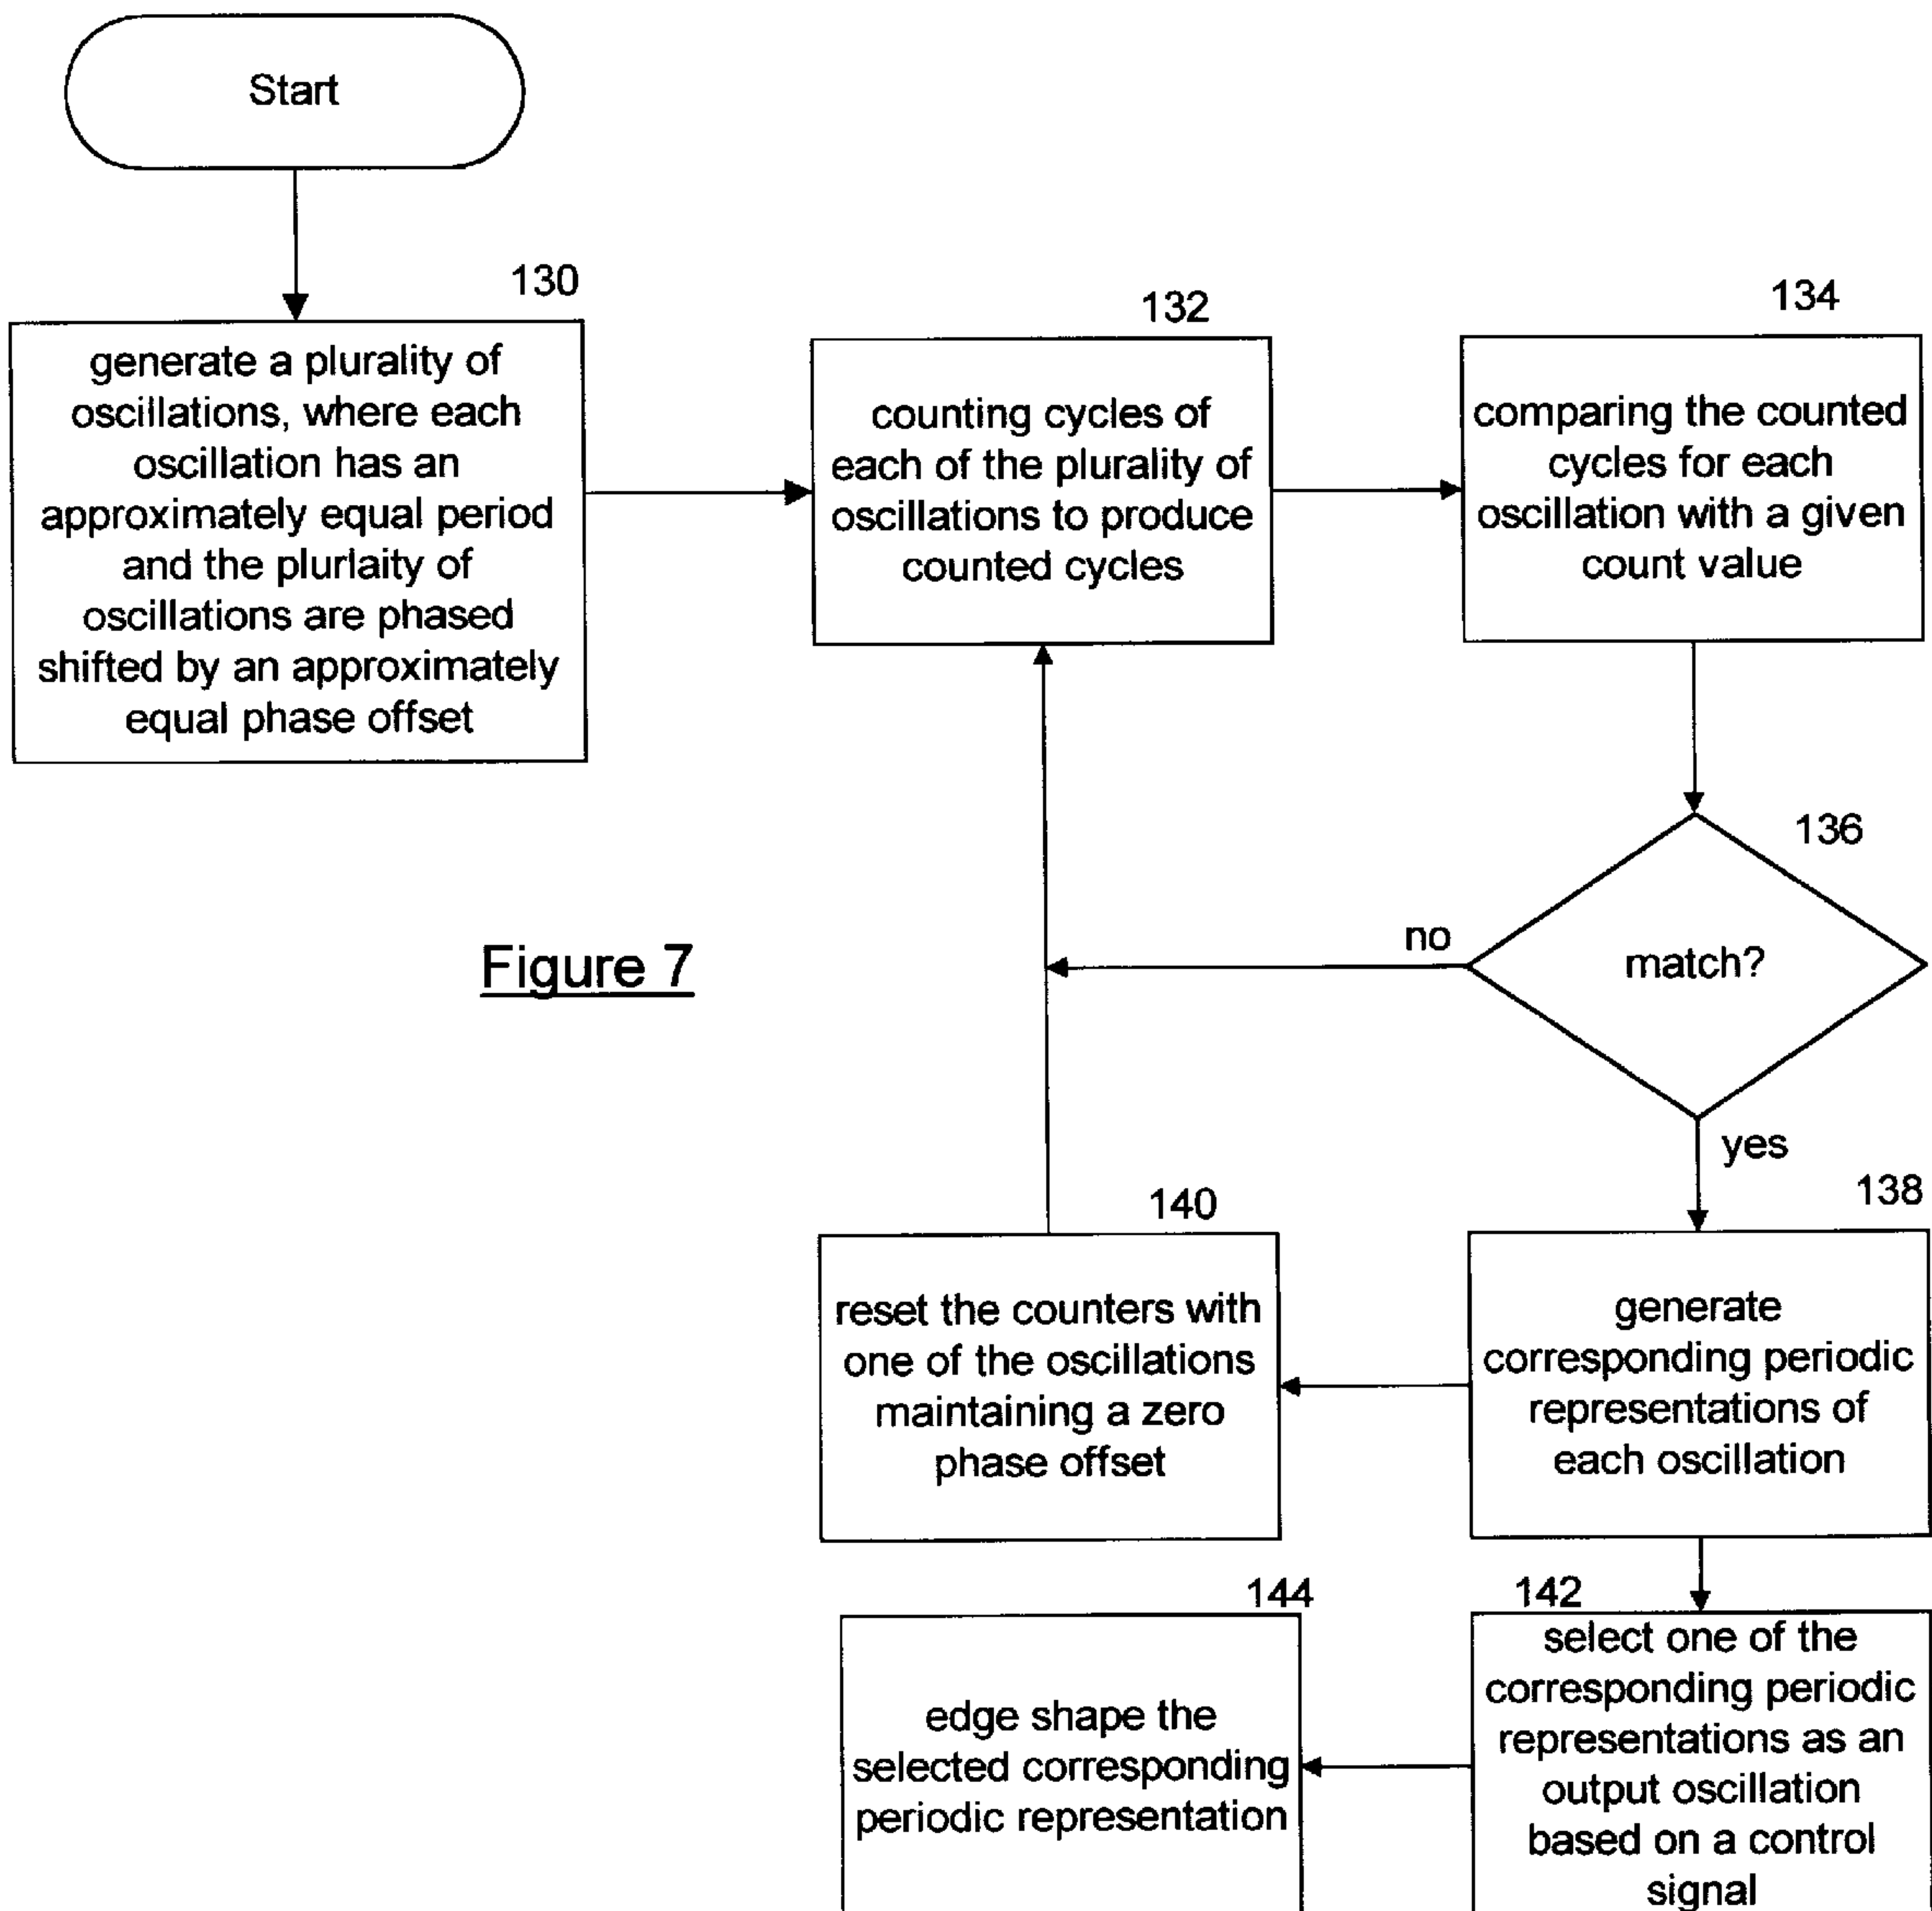 Start
130
generate a plurality of
oscillations, where each
oscillation has an
approximately equal period
and the plurlaity of
oscillations are phased
shifted by an approximately
equal phase offset
132
counting cycles of
each of the plurality of
oscillations to produce
counted cycles
134
comparing the counted
cycles for each
oscillation with a given
count value
136
match?
no
yes
Figure 7
138
generate
corresponding periodic
representations of
each oscillation
140
reset the counters with
one of the oscillations
maintaining a zero
phase offset
142
select one of the
corresponding periodic
representations as an
output oscillation
based on a control
signal
144
edge shape the
selected corresponding
periodic representation